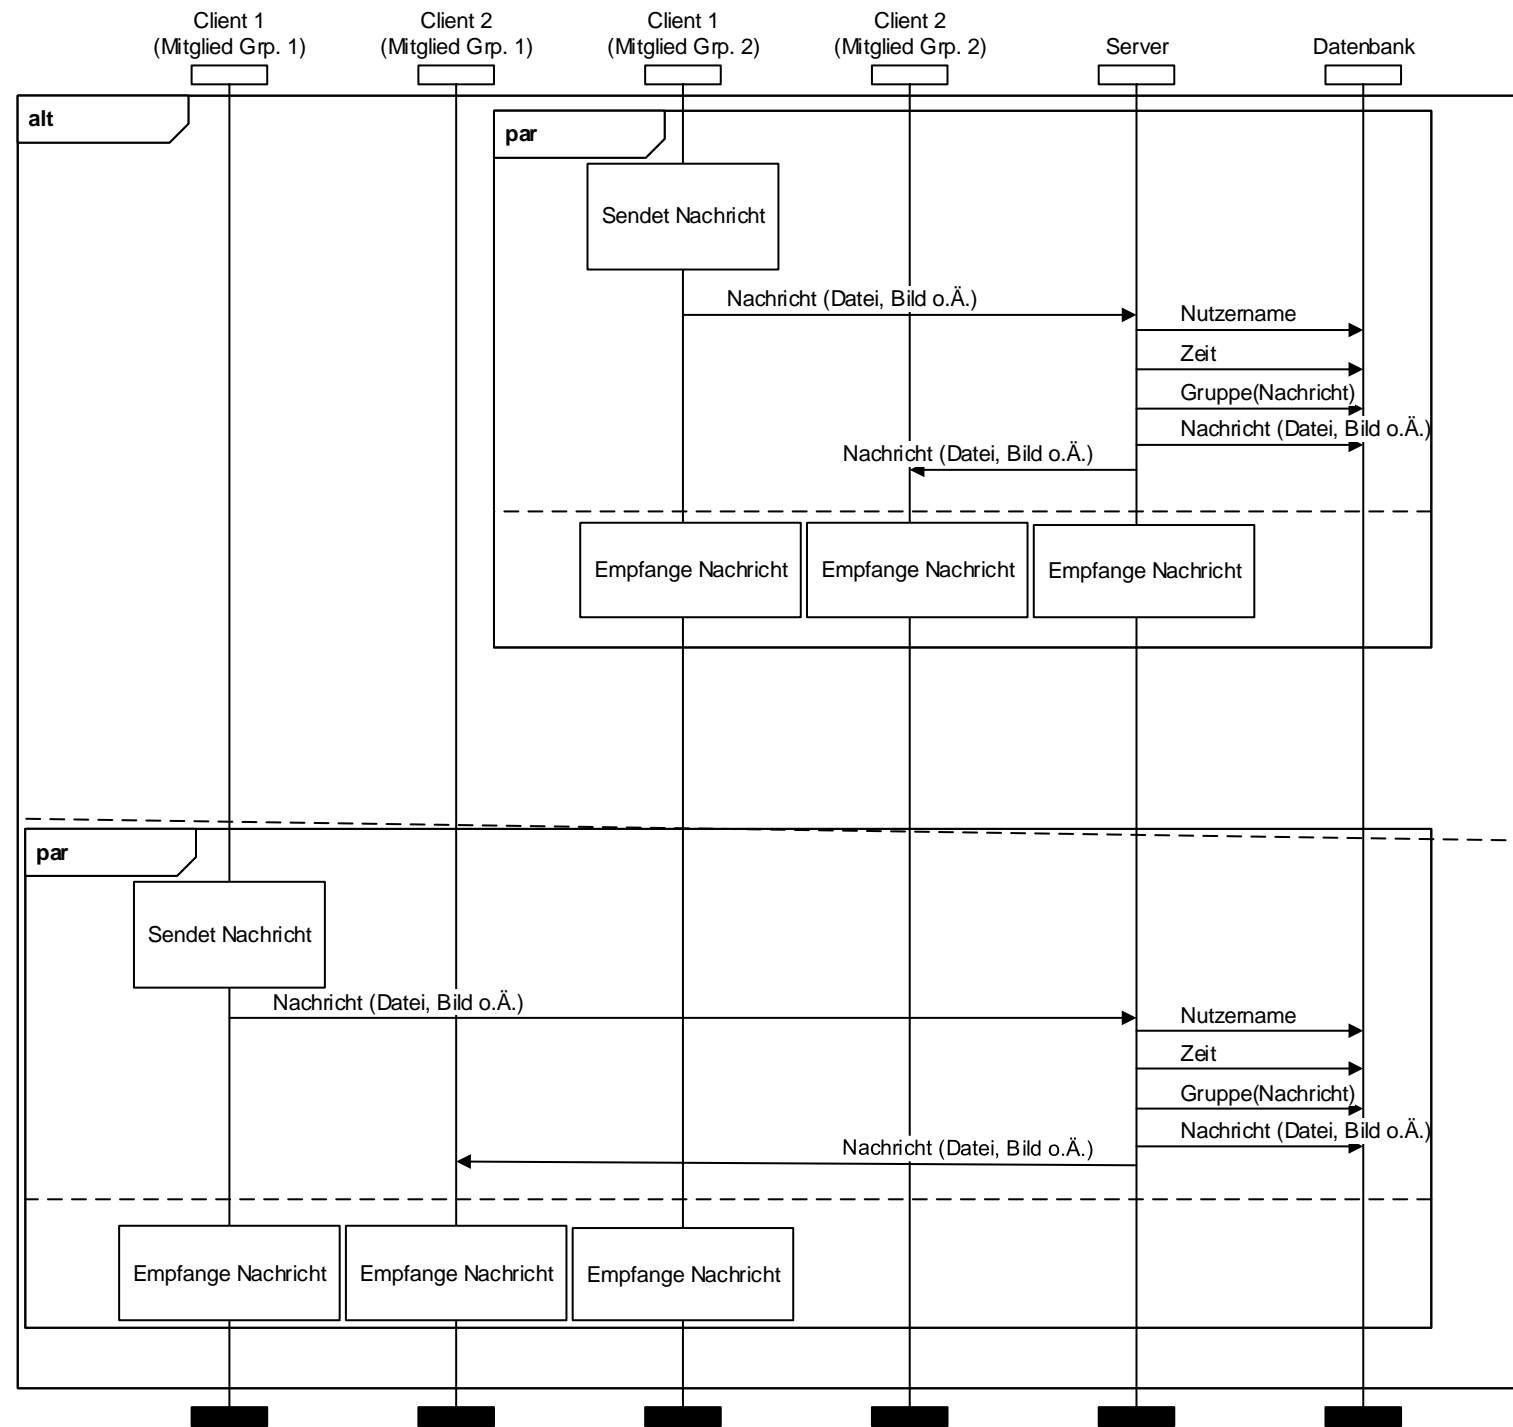 Client 1
(Mitglied Grp. 1)
Client 2
(Mitglied Grp. 1)
Client 1
(Mitglied Grp. 2)
Client 2
(Mitglied Grp. 2)
Server
Datenbank
alt
par
Sendet Nachricht
Nachricht (Datei, Bild o.Ä.)
Nutzername
Zeit
Gruppe(Nachricht)
Nachricht (Datei, Bild o.Ä.)
Nachricht (Datei, Bild o.Ä.)
Empfange Nachricht
Empfange Nachricht
Empfange Nachricht
par
Sendet Nachricht
Nachricht (Datei, Bild o.Ä.)
Nutzername
Zeit
Gruppe(Nachricht)
Nachricht (Datei, Bild o.Ä.)
Nachricht (Datei, Bild o.Ä.)
Empfange Nachricht
Empfange Nachricht
Empfange Nachricht